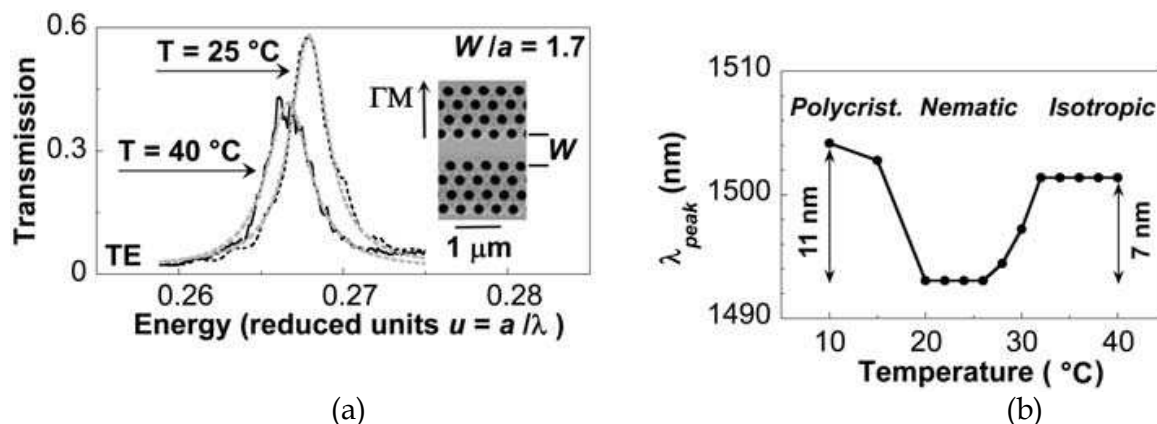 0.6
0.3
0
Transmission
T = 25 °C
T = 40 °C
TE
W/a = 1.7
ΓM
W
1 μm
0.26
0.27
0.28
Energy (reduced units u = a/λ)
(a)
1510
1500
1490
λpeak (nm)
Polycrist.
Nematic
Isotropic
11 nm
7 nm
10
20
30
40
Temperature ( °C)
(b)